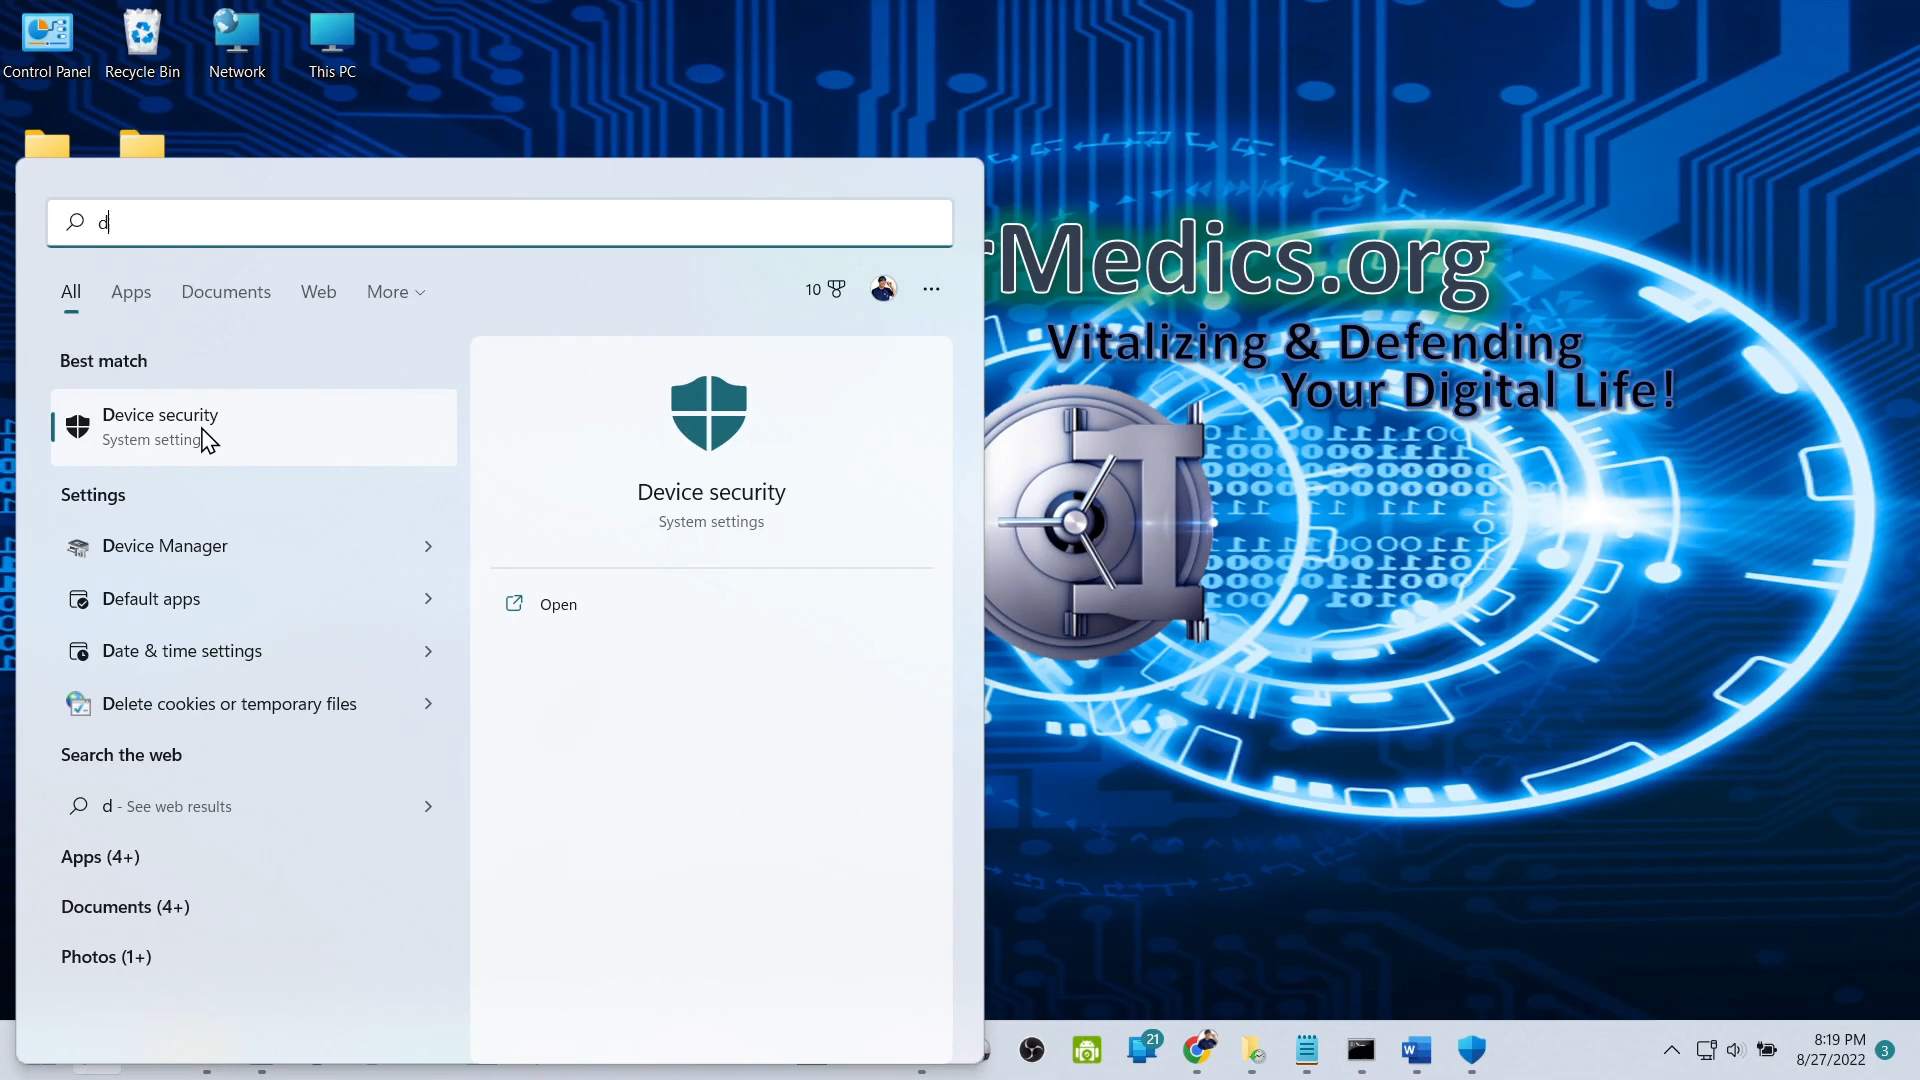 Control Panel
Recycle Bin
Network
This PC
d
All
Apps
Documents
Web
More
10
Best match
Device security
System setting
Settings
Device Manager
Default apps
Date & time settings
Delete cookies or temporary files
Search the web
d - See web results
Apps (4+)
Documents (4+)
Photos (1+)
Device security
System settings
Open
rMedics.org
Vitalizing & Defending
Your Digital Life!
21
W
8:19 PM
8/27/2022
3